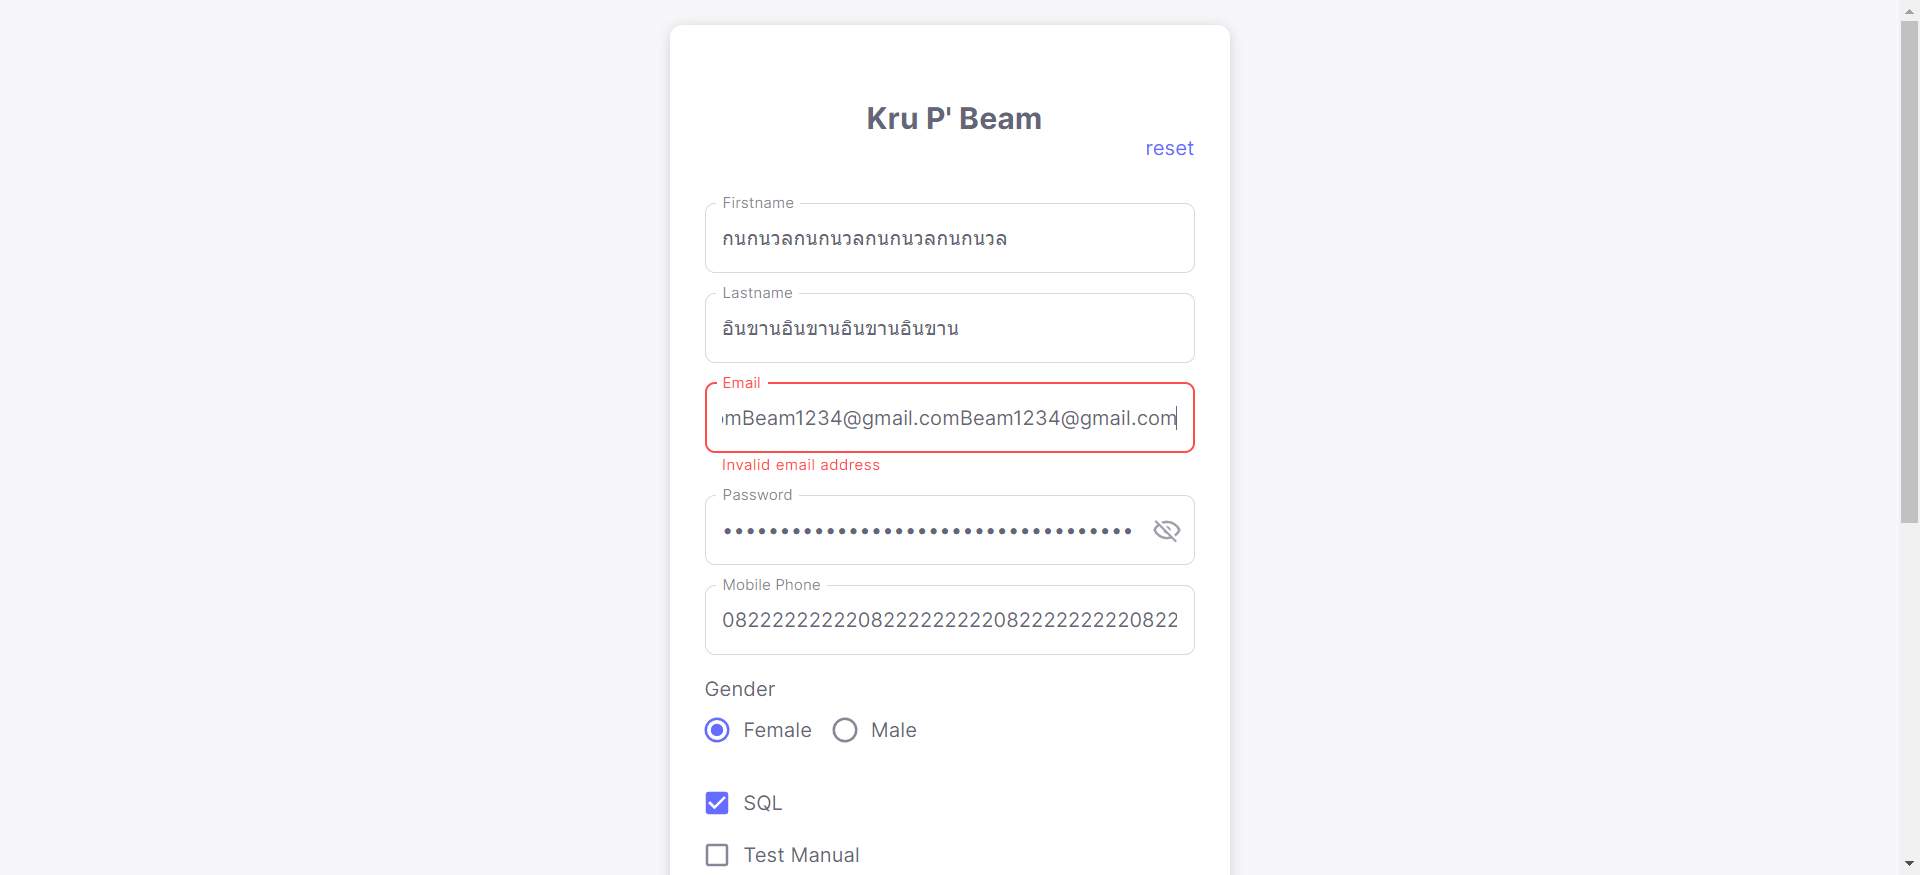 Kru P' Beam
reset
Firstname
กนกนวลกนกนวลกนกนวลกนกนวล
Lastname
อินขานอินขานอินขานอินขาน
Email
omBeam1234@gmail.comBeam1234@gmail.com
Invalid email address
Password
••••••••••••••••••••••••••••••••••••
Mobile Phone
0822222222208222222222082222222220822
Gender
Female
Male
SQL
Test Manual